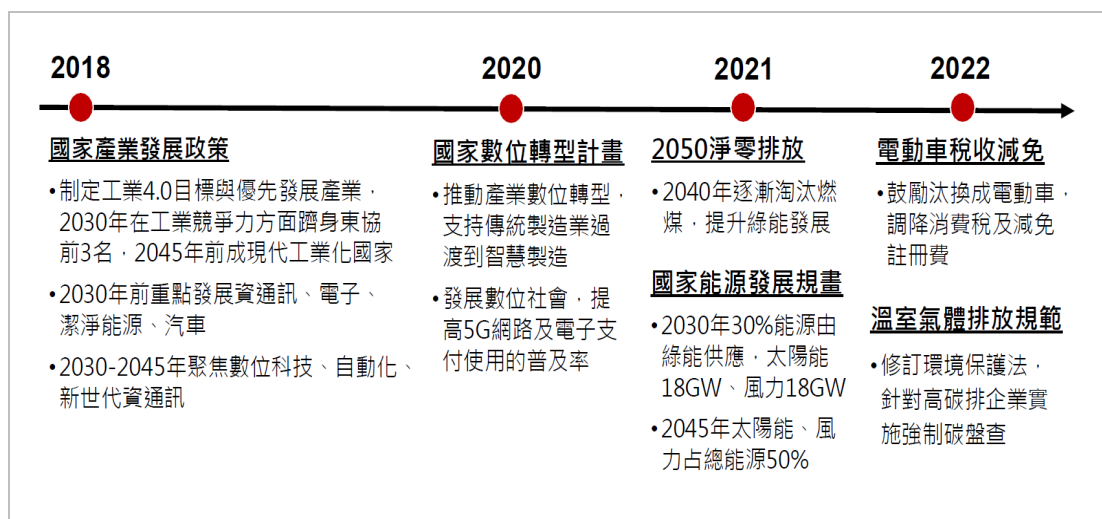 2018
國家產業發展政策
•制定工業4.0目標與優先發展產業，
2030年在工業競爭力方面躋身東協
前3名，2045年前成現代工業化國家
•2030年前重點發展資通訊、電子、
潔淨能源、汽車
•2030-2045年聚焦數位科技、自動化、
新世代資通訊
2020
國家數位轉型計畫
•推動產業數位轉型，
支持傳統製造業過
渡到智慧製造
•發展數位社會，提
高5G網路及電子支
付使用的普及率
2021
2050淨零排放
•2040年逐漸淘汰燃
煤，提升綠能發展
國家能源發展規畫
•2030年30%能源由
綠能供應，太陽能
18GW、風力18GW
•2045年太陽能、風
力占總能源50%
2022
電動車稅收減免
•鼓勵汰換成電動車，
調降消費稅及減免
註冊費
溫室氣體排放規範
•修訂環境保護法，
針對高碳排企業實
施強制碳盤查